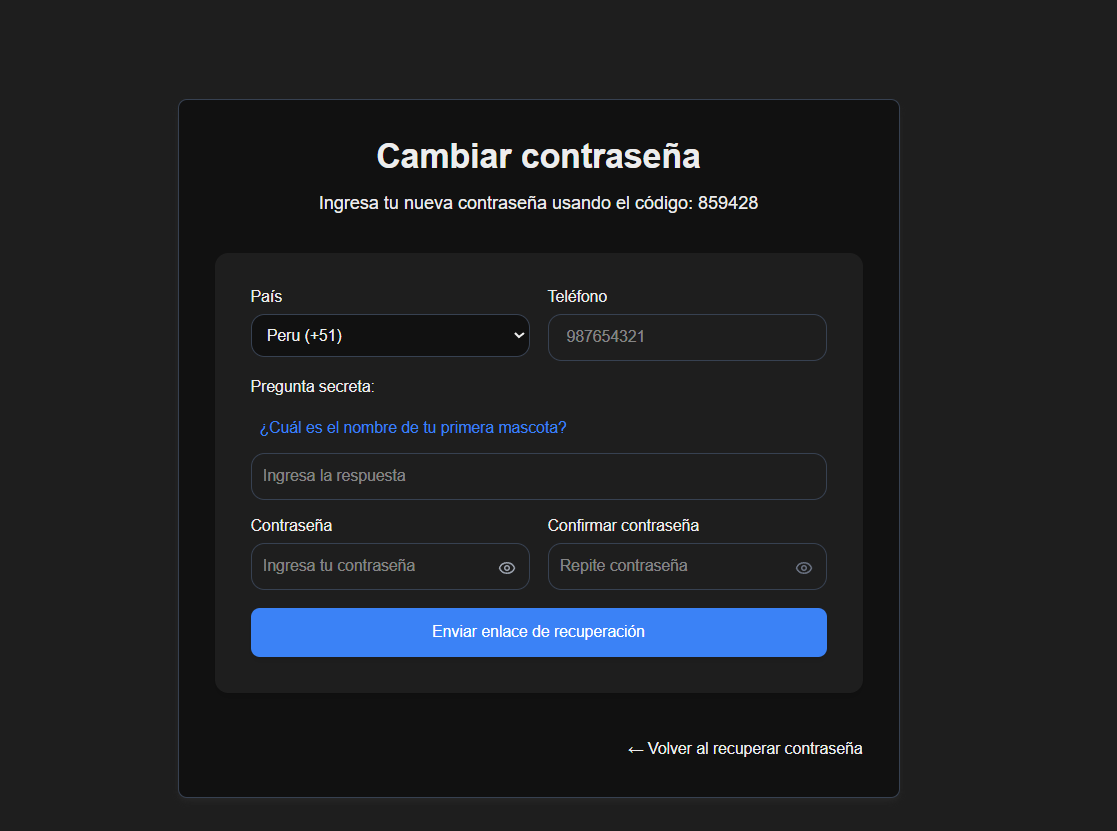 Cambiar contraseña
Ingresa tu nueva contraseña usando el código: 859428
País
Teléfono
Peru (+51)
987654321
Pregunta secreta:
¿Cuál es el nombre de tu primera mascota?
Ingresa la respuesta
Contraseña
Confirmar contraseña
Ingresa tu contraseña
Repite contraseña
Enviar enlace de recuperación
← Volver al recuperar contraseña